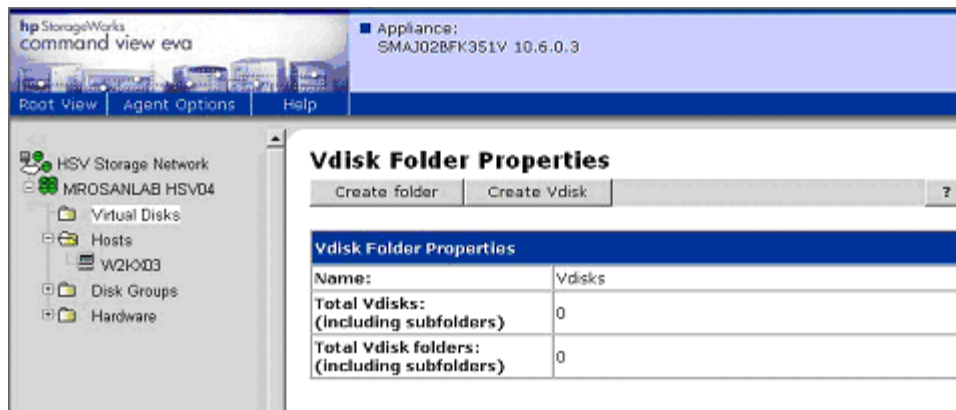 hp StorageWorks
command view eva
Appliance:
SMAJ02BFK351V 10.6.0.3
Root View Agent Options Help
HSV Storage Network
MROSANLAB HSV04
Virtual Disks
Hosts
W2KX03
Disk Groups
Hardware
Vdisk Folder Properties
Create folder Create Vdisk ?
Vdisk Folder Properties
Name: Vdisks
Total Vdisks:
(including subfolders) 0
Total Vdisk folders:
(including subfolders) 0